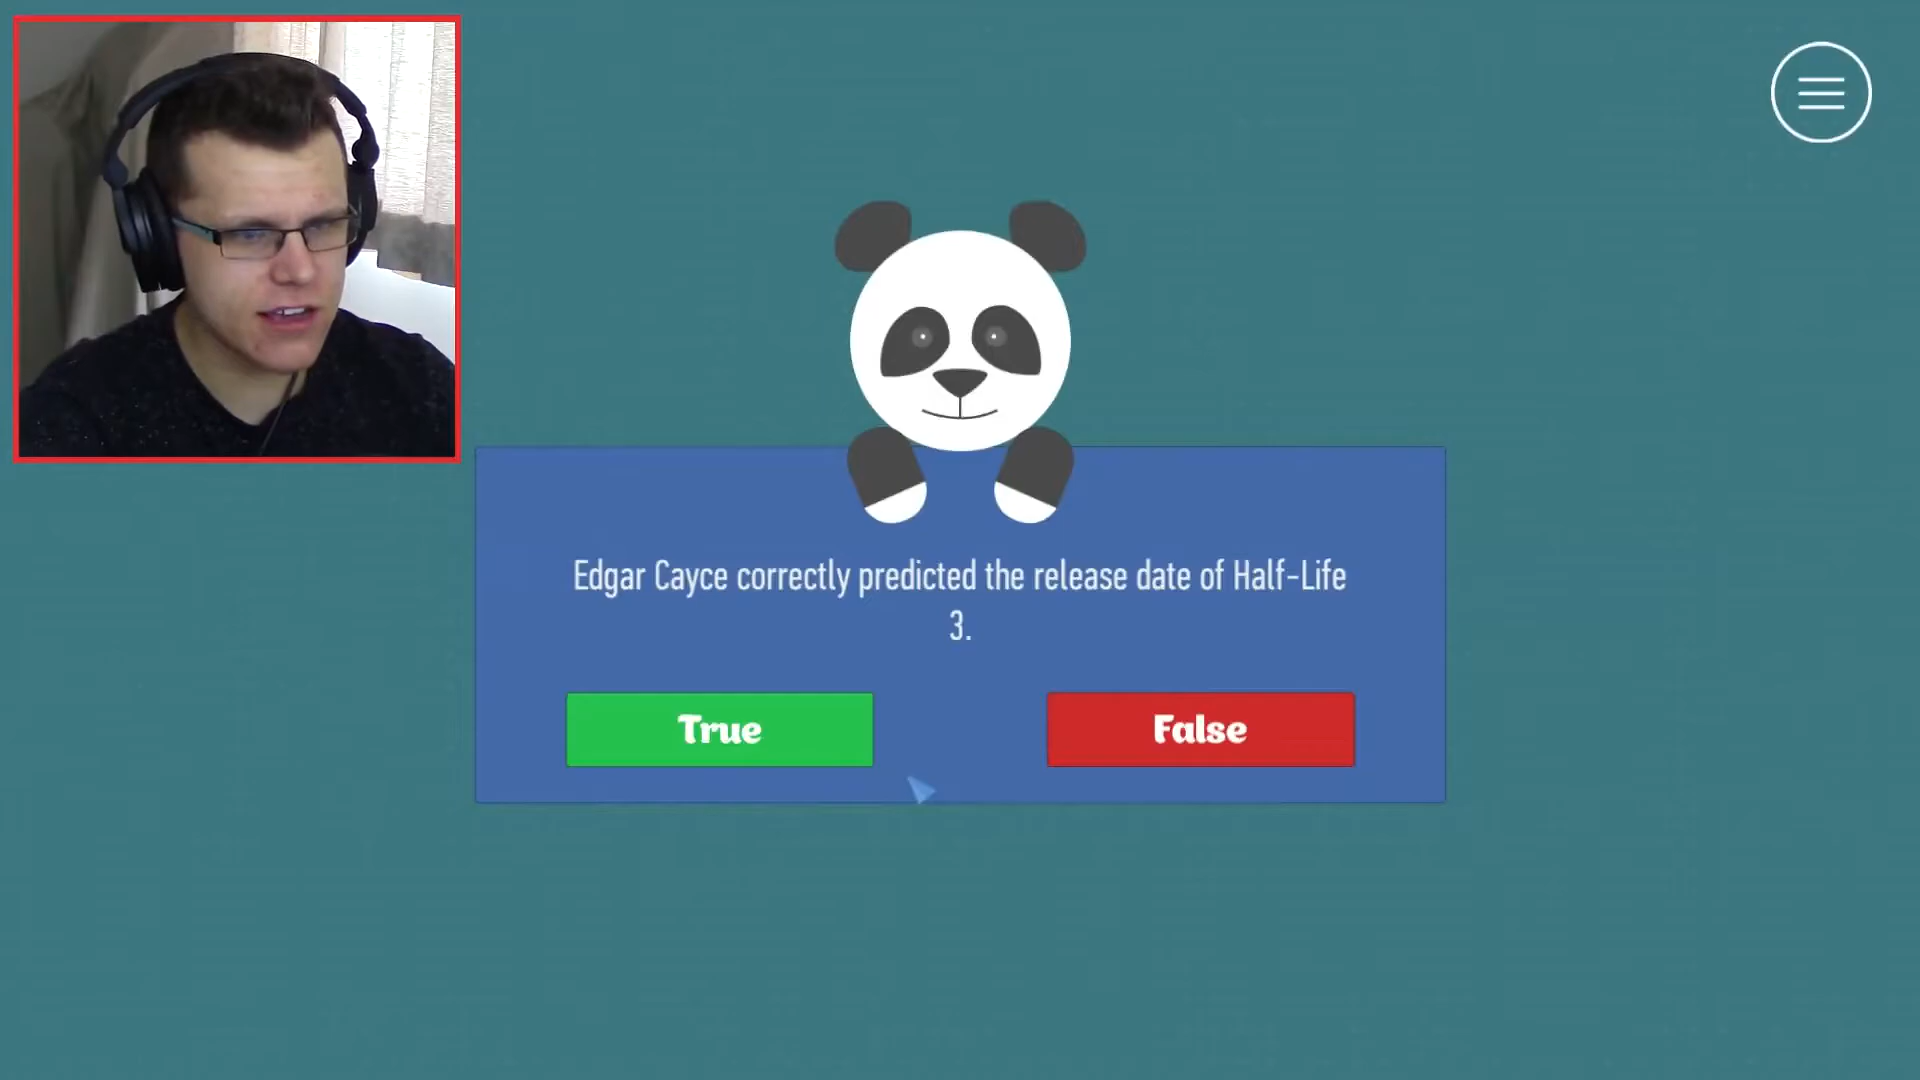 Edgar Cayce correctly predicted the release date of Half-Life
3.
True
False